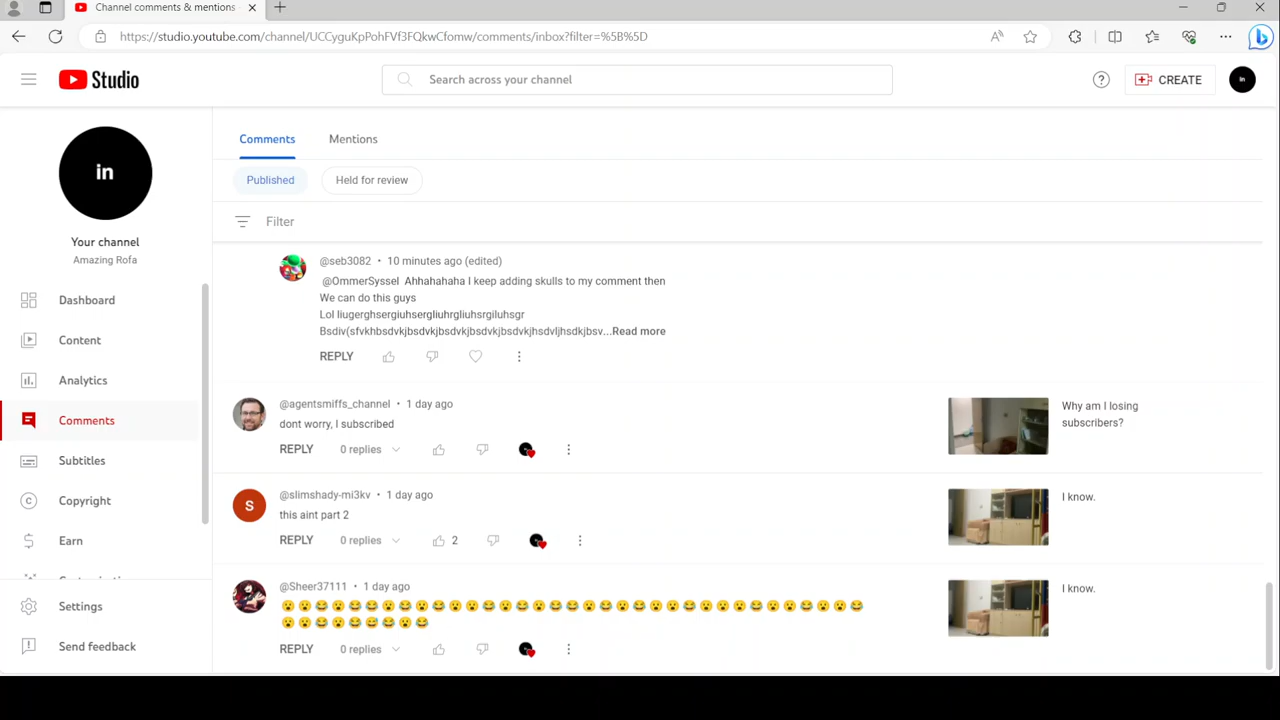 Channel comments & mentions
https://studio.youtube.com/channel/UCCyguKpPohFVf3FQkwCfomw/comments/inbox?filter=%5B%5D
Studio
Search across your channel
CREATE
in
in
Your channel
Amazing Rofa
Dashboard
Content
Analytics
Comments
Subtitles
Copyright
Earn
Settings
Send feedback
Comments Mentions
Published Held for review
Filter
@seb3082 • 10 minutes ago (edited)
@OmmerSyssel Ahhahahaha I keep adding skulls to my comment then
We can do this guys
Lol liugerghsergiuhsergliuhrgliuhsrgiluhsgr
Bsdiv(sfvkhbsdvkjbsdvkjbsdvkjbsdvkjbsdvkjhsdvljhsdkjbsv...Read more
REPLY
@agentsmiffs_channel • 1 day ago
dont worry, I subscribed
REPLY 0 replies
Why am I losing
subscribers?
S
@slimshady-mi3kv • 1 day ago
this aint part 2
REPLY 0 replies 2
I know.
@Sheer37111 • 1 day ago
😮😮😂😮😂😂😮😂😮😂😮😮😂😮😂😮😂😂😮😂😮😂😮😮😂😮😮😮😂😮😮😂😮😮😂
😮😮😂😮😂😄😂😮😂
REPLY 0 replies
I know.